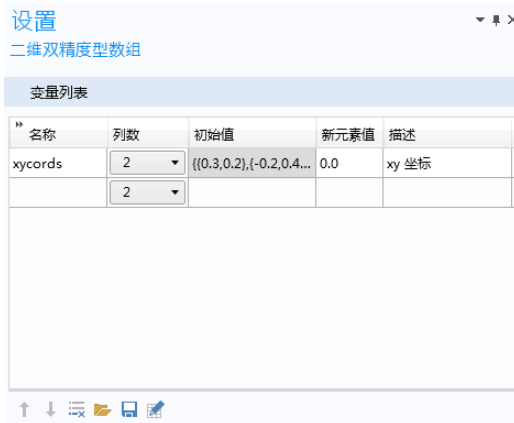 设置
二维双精度型数组
变量列表
名称 列数 初始值 新元素值 描述
xycords 2 {{0.3,0.2},{-0.2,0.4... 0.0 xy 坐标
2